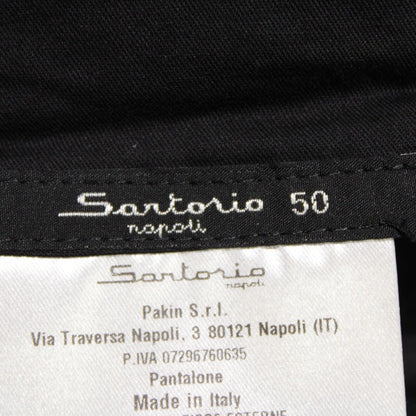 Sartorio 50
napoli
Sartorio
napoli
Pakin S.r.l.
Via Traversa Napoli, 3 80121 Napoli (IT)
P.IVA 07296760635
Pantalone
Made in Italy
ESTERNE